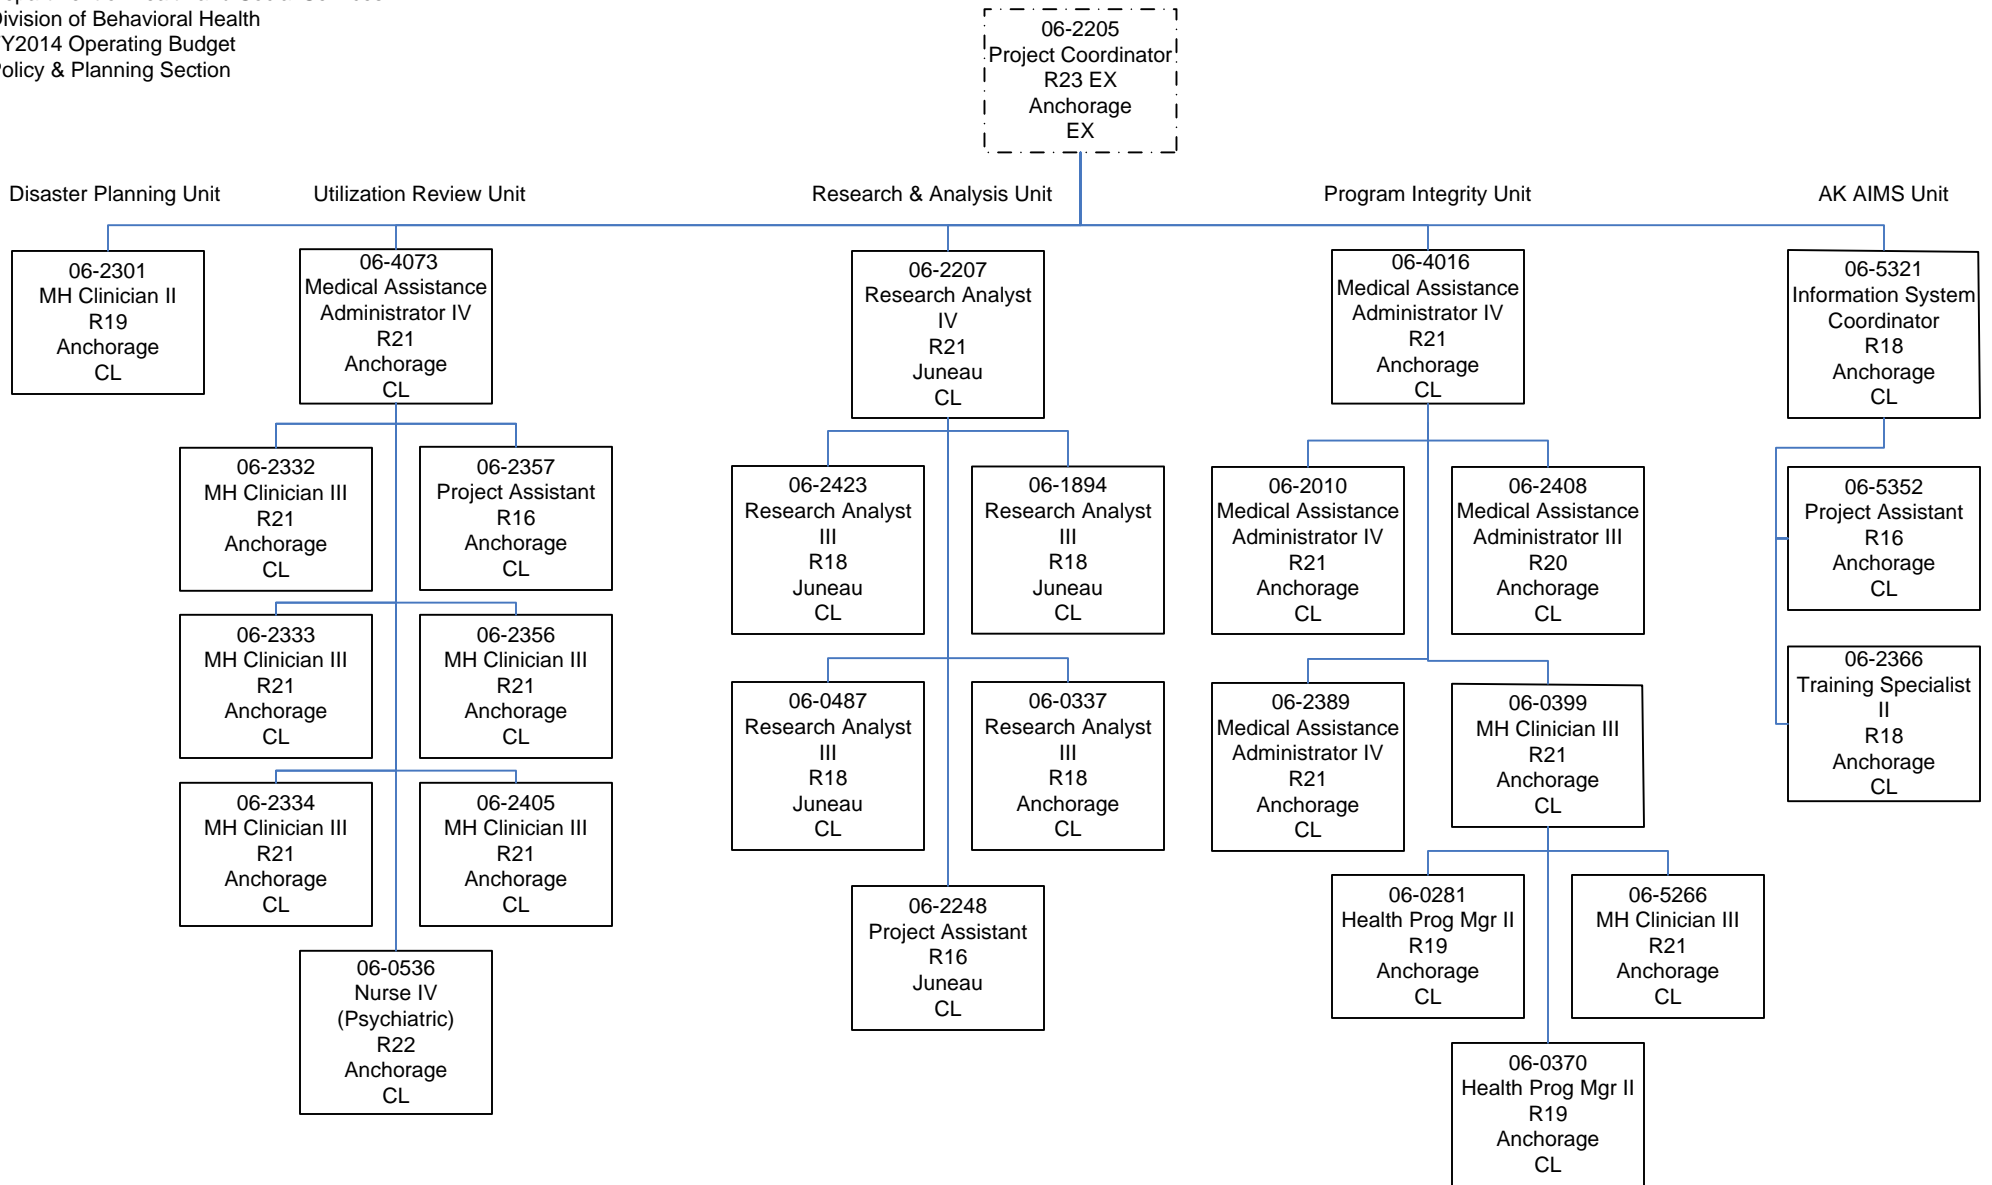 Division of Behavioral Health
FY2014 Operating Budget
Policy & Planning Section
06-2205
Project Coordinator
R23 EX
Anchorage
EX
Disaster Planning Unit
Utilization Review Unit
Research & Analysis Unit
Program Integrity Unit
AK AIMS Unit
06-2301
MH Clinician II
R19
Anchorage
CL
06-4073
Medical Assistance
Administrator IV
R21
Anchorage
CL
06-2207
Research Analyst
IV
R21
Juneau
CL
06-4016
Medical Assistance
Administrator IV
R21
Anchorage
CL
06-5321
Information System
Coordinator
R18
Anchorage
CL
06-2332
MH Clinician III
R21
Anchorage
CL
06-2357
Project Assistant
R16
Anchorage
CL
06-2423
Research Analyst
III
R18
Juneau
CL
06-1894
Research Analyst
III
R18
Juneau
CL
06-2010
Medical Assistance
Administrator IV
R21
Anchorage
CL
06-2408
Medical Assistance
Administrator III
R20
Anchorage
CL
06-5352
Project Assistant
R16
Anchorage
CL
06-2333
MH Clinician III
R21
Anchorage
CL
06-2356
MH Clinician III
R21
Anchorage
CL
06-0487
Research Analyst
III
R18
Juneau
CL
06-0337
Research Analyst
III
R18
Anchorage
CL
06-2389
Medical Assistance
Administrator IV
R21
Anchorage
CL
06-0399
MH Clinician III
R21
Anchorage
CL
06-2366
Training Specialist
II
R18
Anchorage
CL
06-2334
MH Clinician III
R21
Anchorage
CL
06-2405
MH Clinician III
R21
Anchorage
CL
06-2248
Project Assistant
R16
Juneau
CL
06-0281
Health Prog Mgr II
R19
Anchorage
CL
06-5266
MH Clinician III
R21
Anchorage
CL
06-0536
Nurse IV
(Psychiatric)
R22
Anchorage
CL
06-0370
Health Prog Mgr II
R19
Anchorage
CL